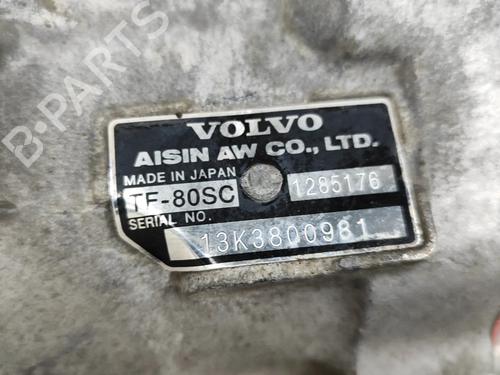 VOLVO
AISIN AW CO., LTD.
MADE IN JAPAN
TF-80SC 1285176
SERIAL NO.
13K3800981
B-PARTS